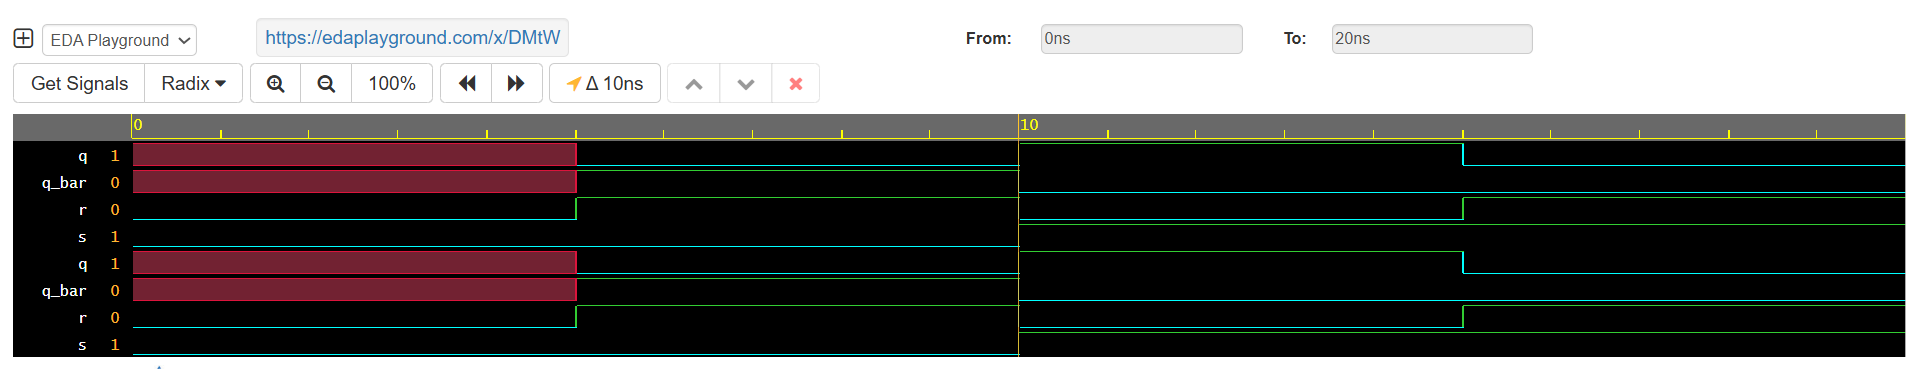 EDA Playground https://edaplayground.com/x/DMtW From: 0ns To: 20ns
Get Signals Radix 100% Δ 10ns
0 10
q 1
q_bar 0
r 0
s 1
q 1
q_bar 0
r 0
s 1